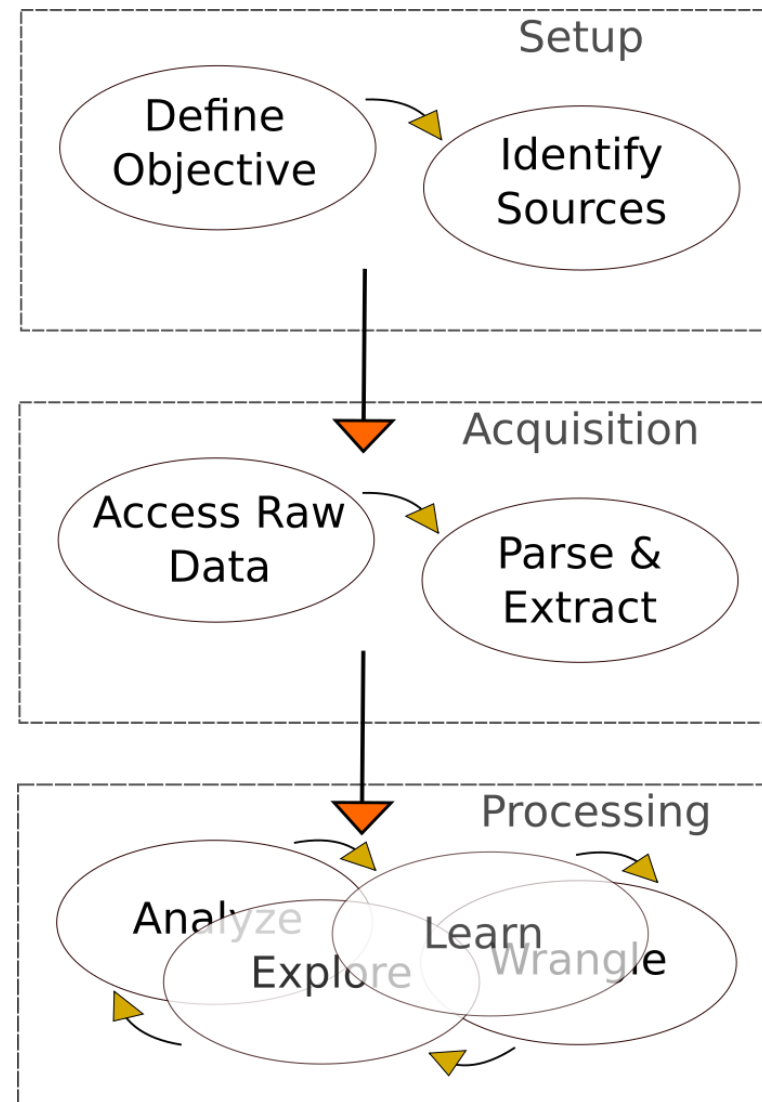 Setup
Define
Objective
Identify
Sources
Acquisition
Access Raw
Data
Parse &
Extract
Processing
Analyze
Explore
Learn
Wrangle